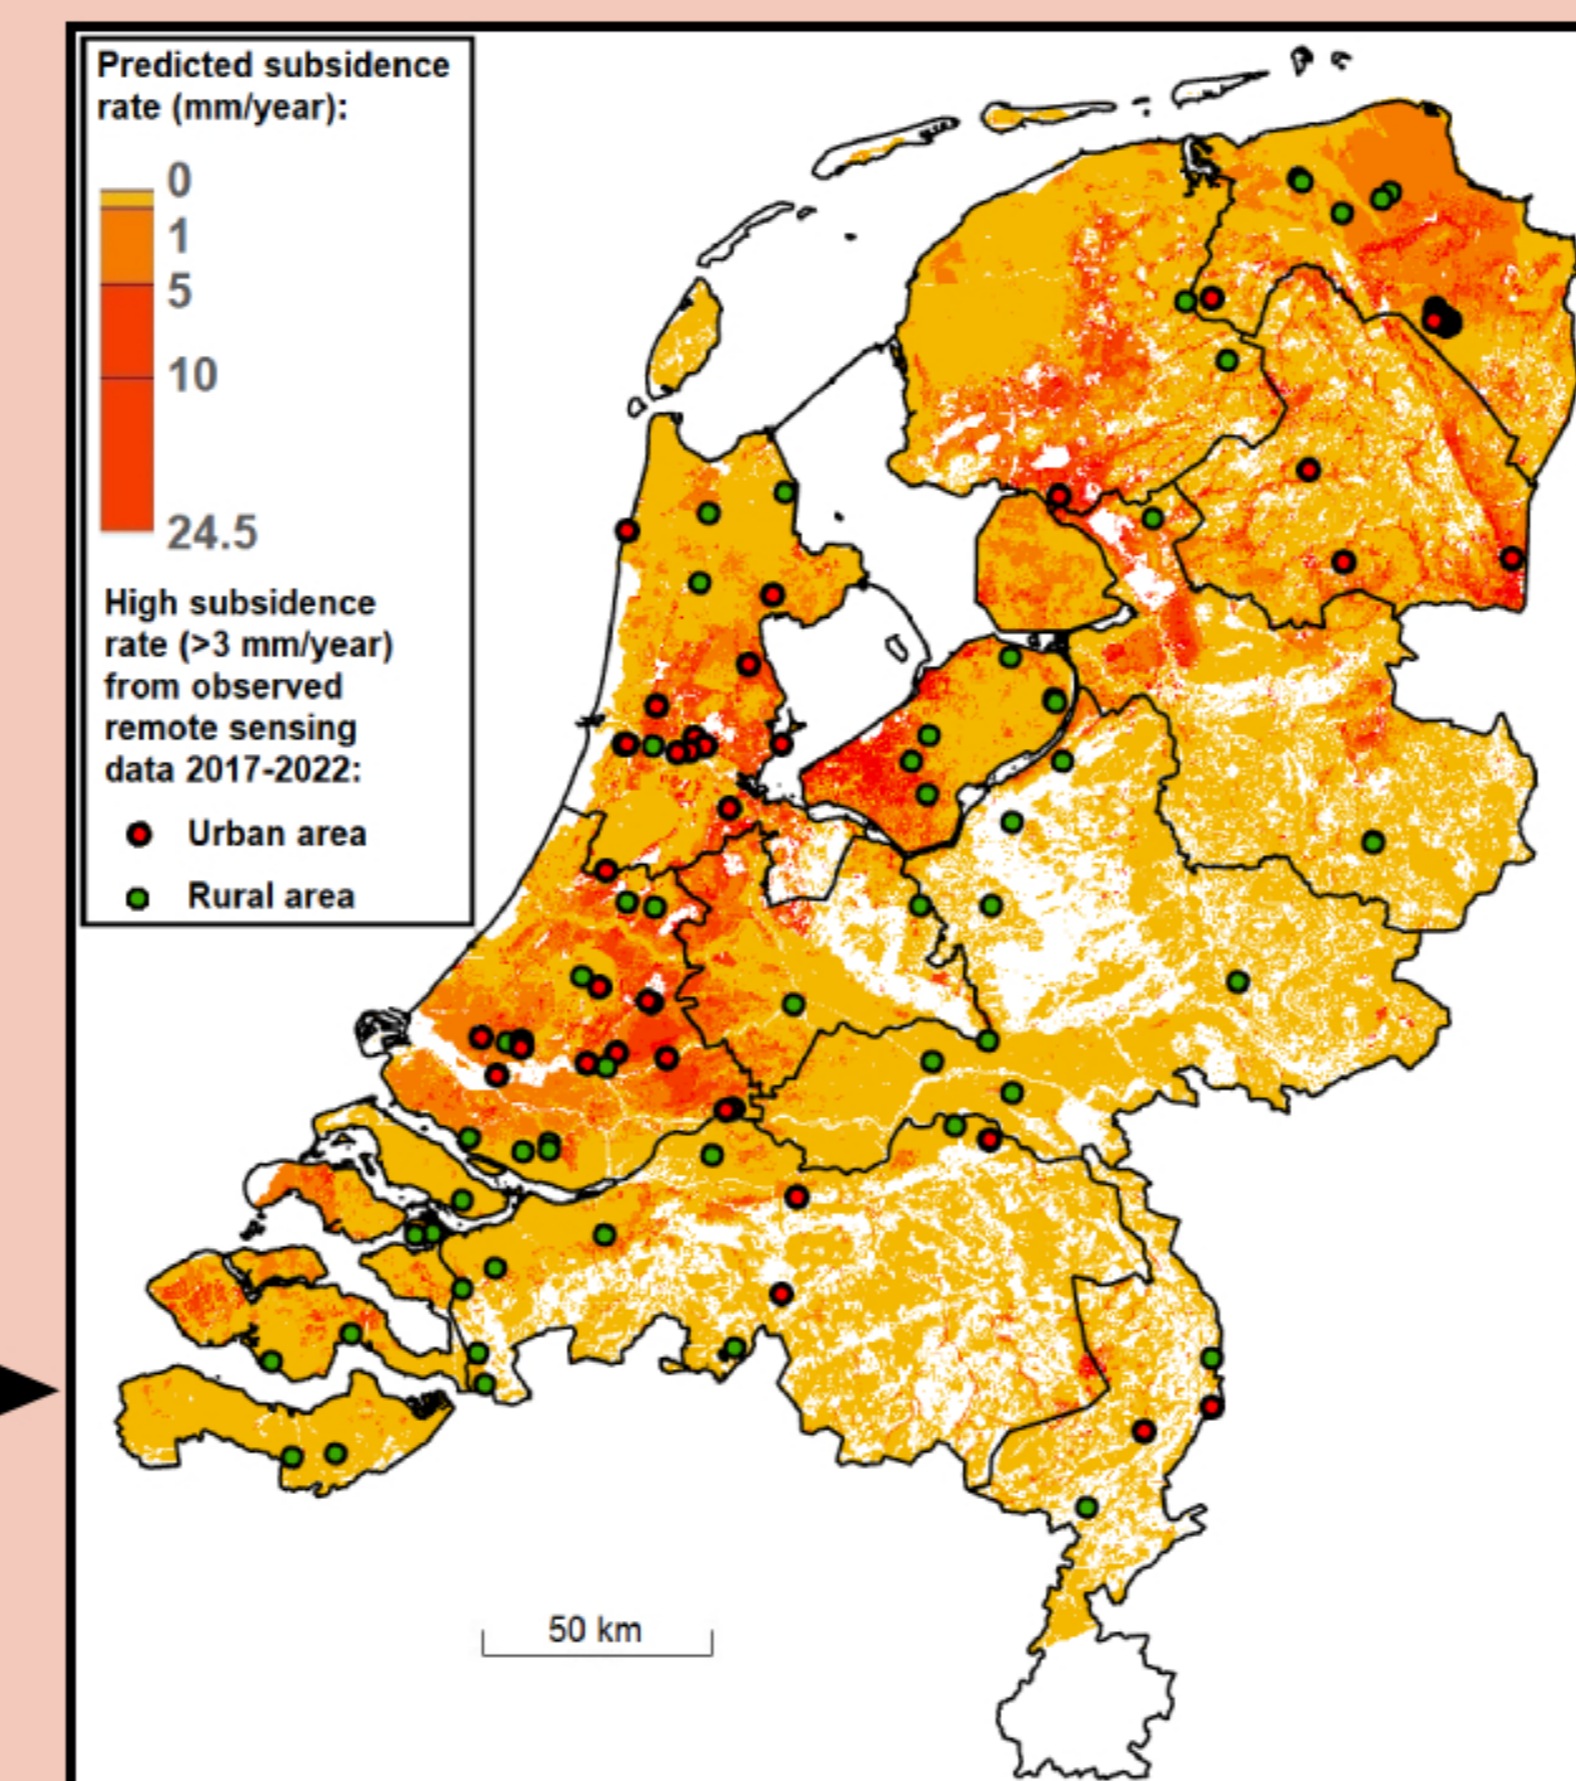 Predicted subsidence
rate (mm/year):
0
1
5
10
24.5
High subsidence
rate (>3 mm/year)
from observed
remote sensing
data 2017-2022:
Urban area
Rural area
50 km